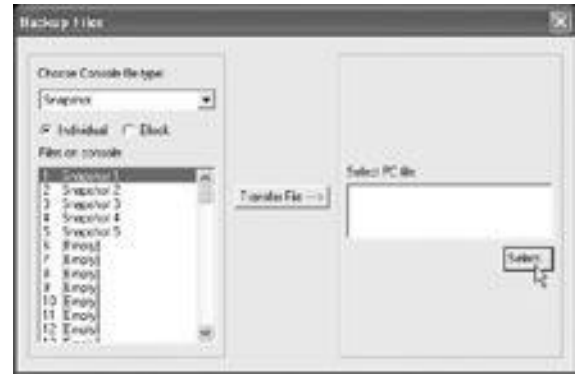 Backup Files
Choose Console file type:
Snapshot
Individual
Block
Files on console
1 Snapshot 1
2 Snapshot 2
3 Snapshot 3
4 Snapshot 4
5 Snapshot 5
6 (Empty)
7 (Empty)
8 (Empty)
9 (Empty)
10 (Empty)
11 (Empty)
12 (Empty)
Transfer File --->
Select PC file
Select...